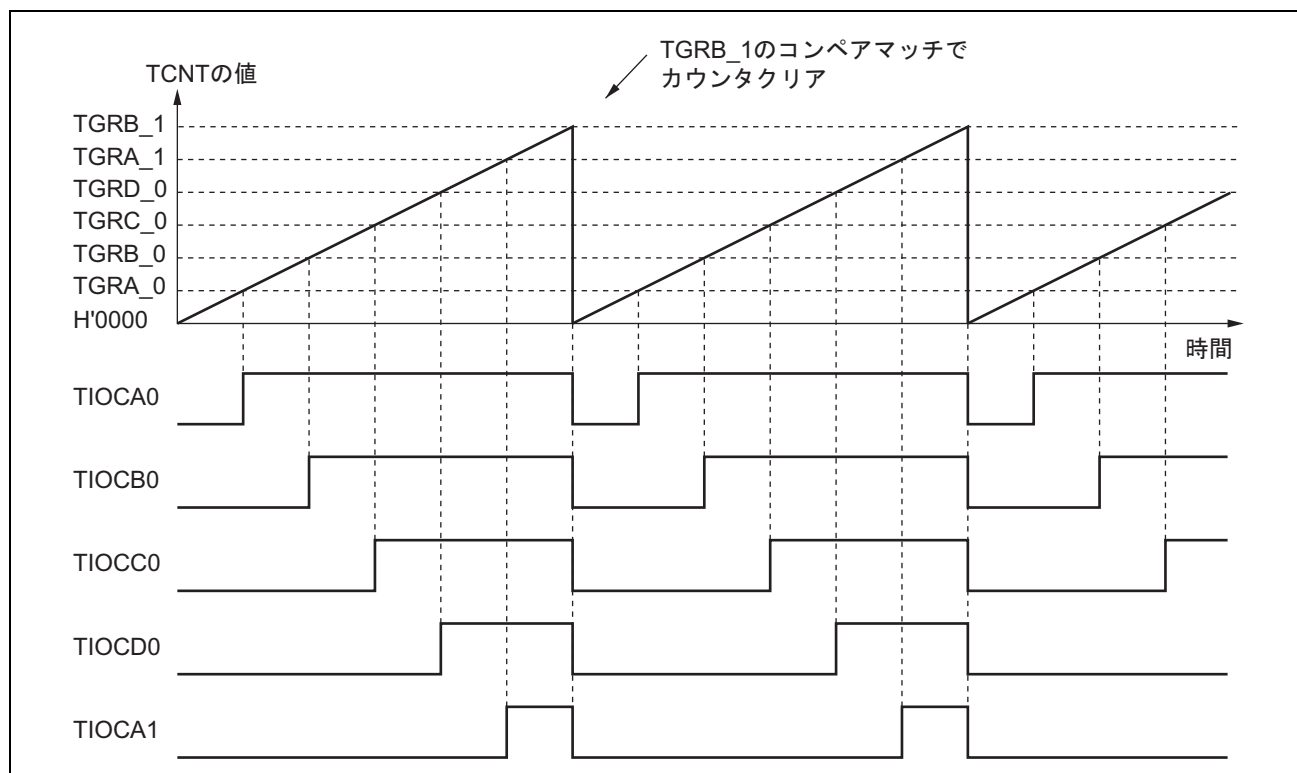 TGRB_1のコンペアマッチで
カウンタクリア
TCNTの値
TGRB_1
TGRA_1
TGRD_0
TGRC_0
TGRB_0
TGRA_0
H'0000
時間
TIOCA0
TIOCB0
TIOCC0
TIOCD0
TIOCA1